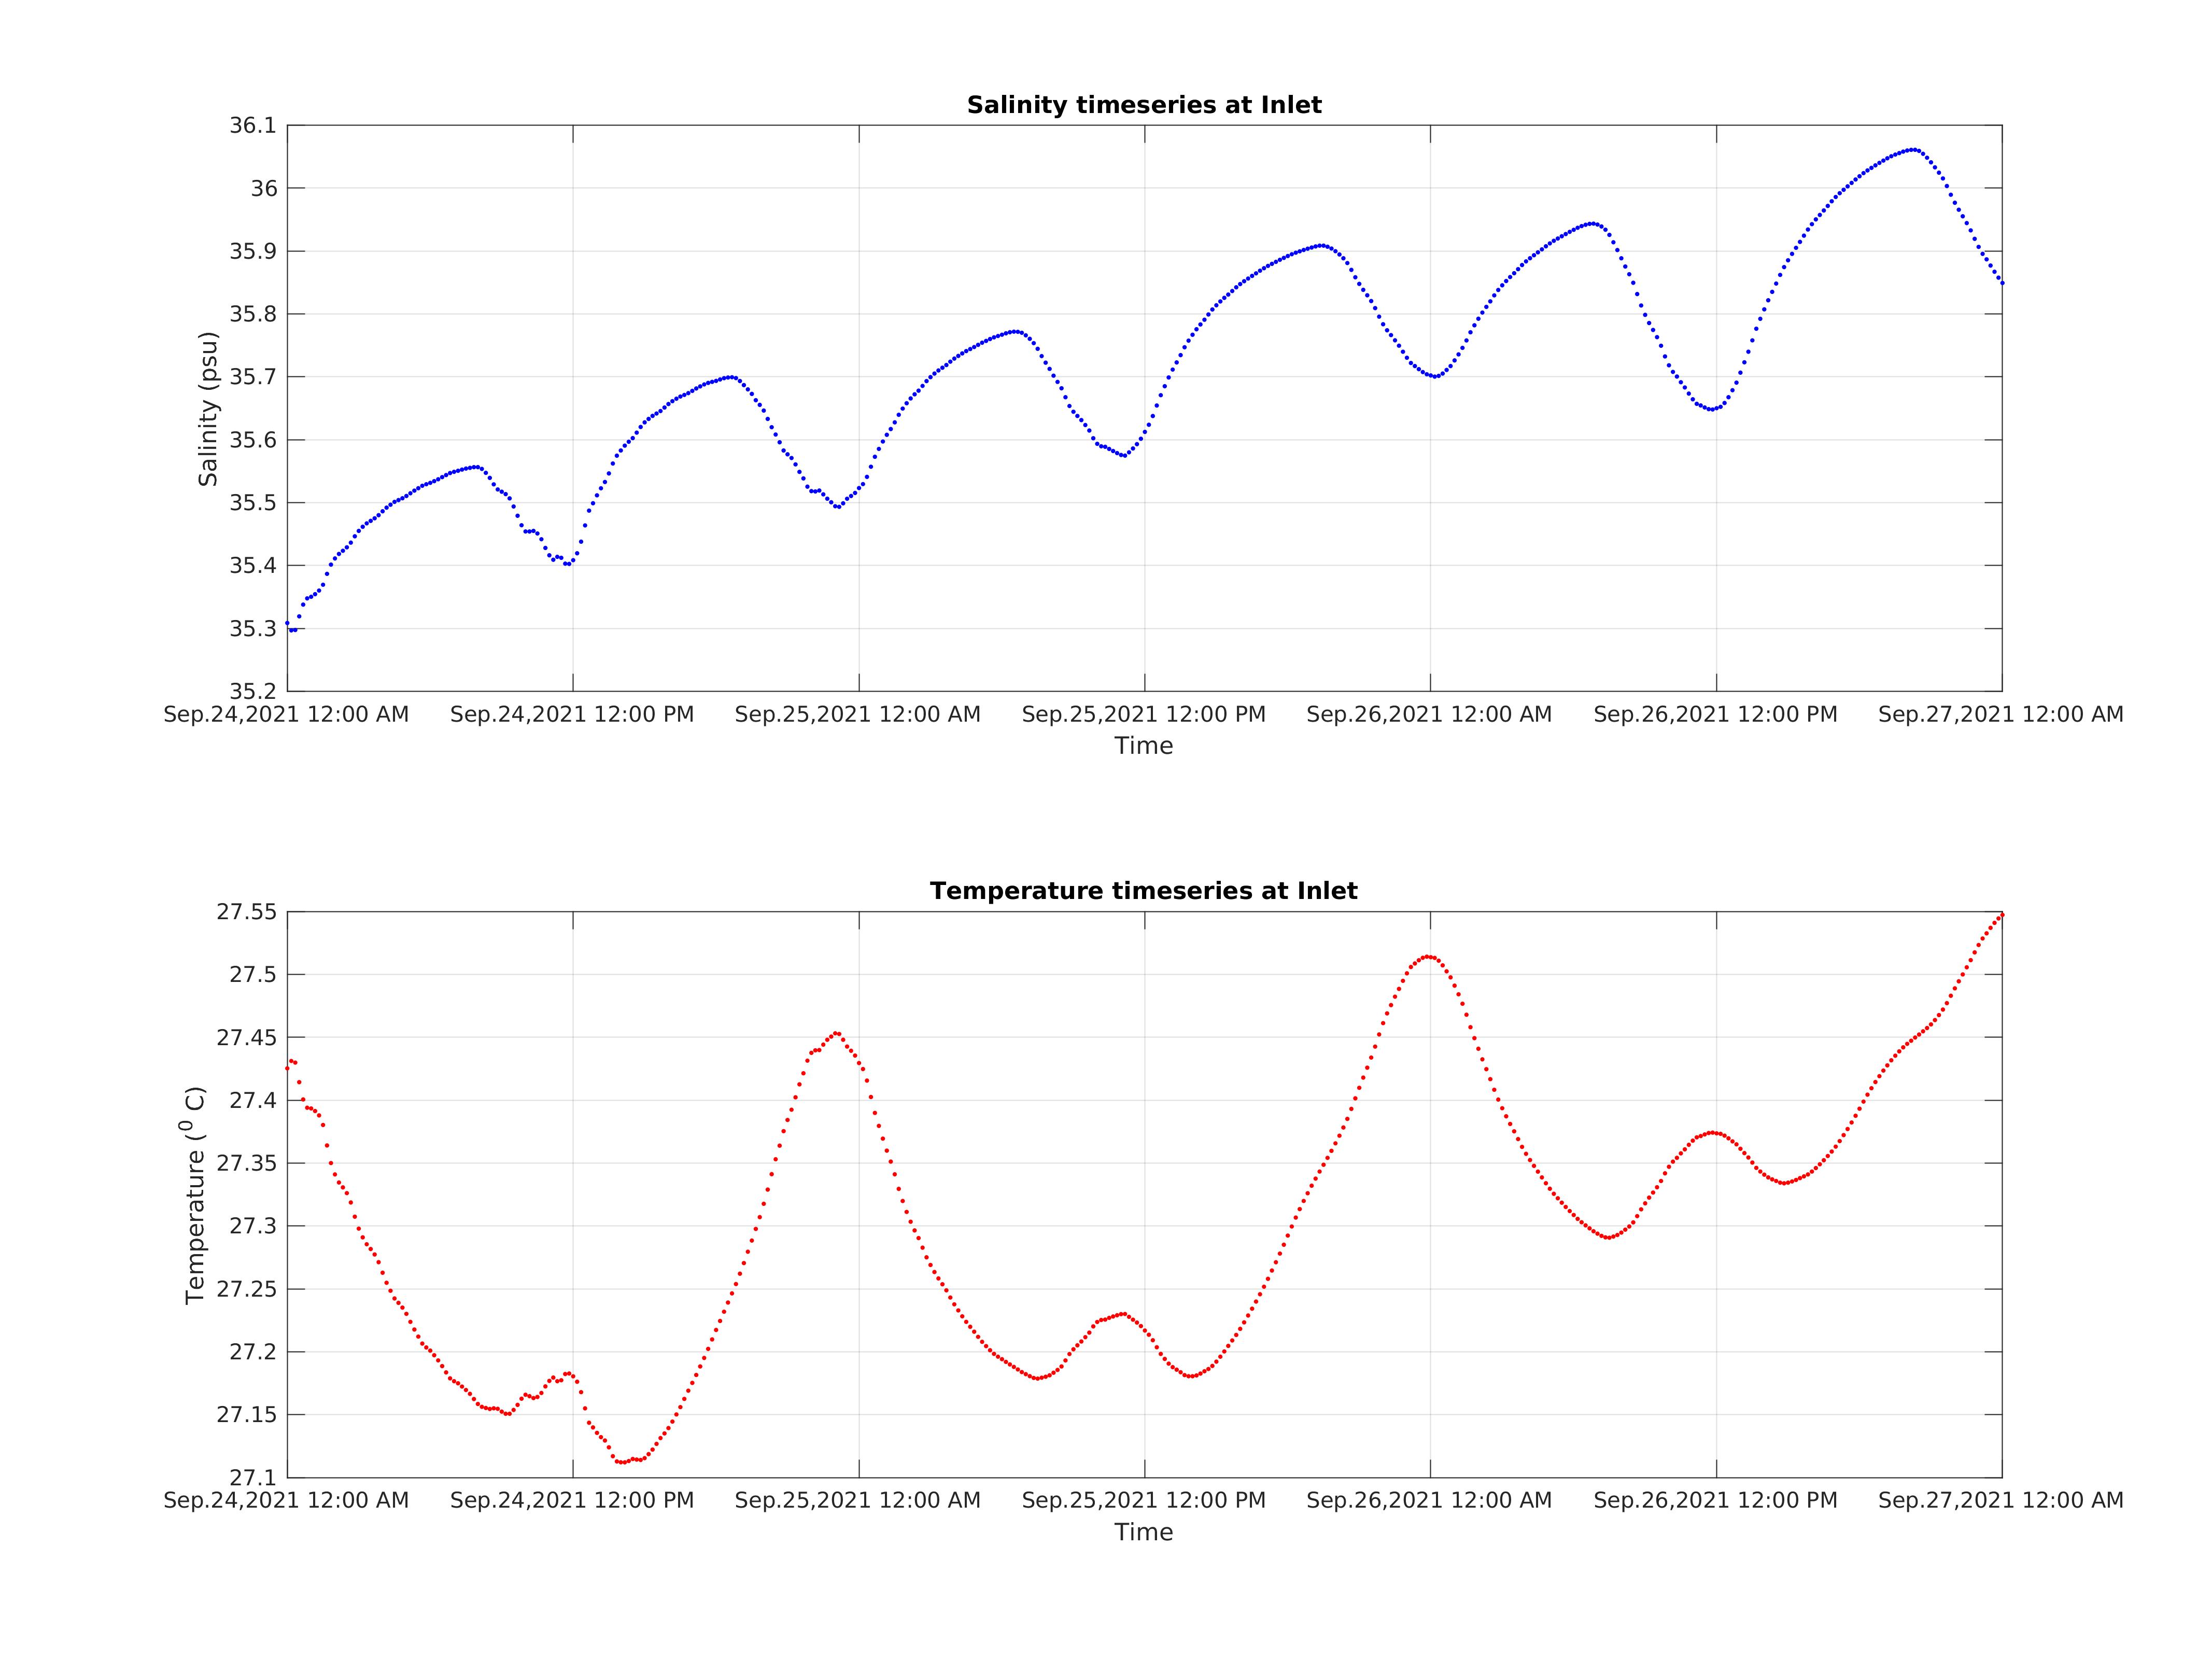 Salinity timeseries at Inlet
36.1
36
35.9
35.8
35.7
35.6
35.5
35.4
35.3
35.2
Salinity (psu)
Sep.24,2021 12:00 AM Sep.24,2021 12:00 PM Sep.25,2021 12:00 AM Sep.25,2021 12:00 PM Sep.26,2021 12:00 AM Sep.26,2021 12:00 PM Sep.27,2021 12:00 AM
Time
Temperature timeseries at Inlet
27.55
27.5
27.45
27.4
27.35
27.3
27.25
27.2
27.15
27.1
Temperature (⁰ C)
Sep.24,2021 12:00 AM Sep.24,2021 12:00 PM Sep.25,2021 12:00 AM Sep.25,2021 12:00 PM Sep.26,2021 12:00 AM Sep.26,2021 12:00 PM Sep.27,2021 12:00 AM
Time